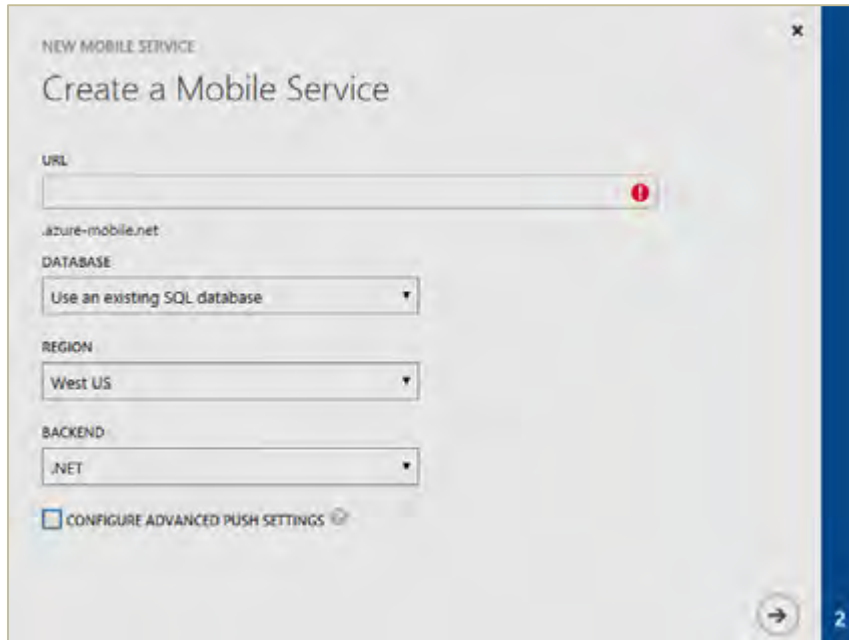 NEW MOBILE SERVICE
Create a Mobile Service
URL
.azure-mobile.net
DATABASE
Use an existing SQL database
REGION
West US
BACKEND
.NET
CONFIGURE ADVANCED PUSH SETTINGS
2